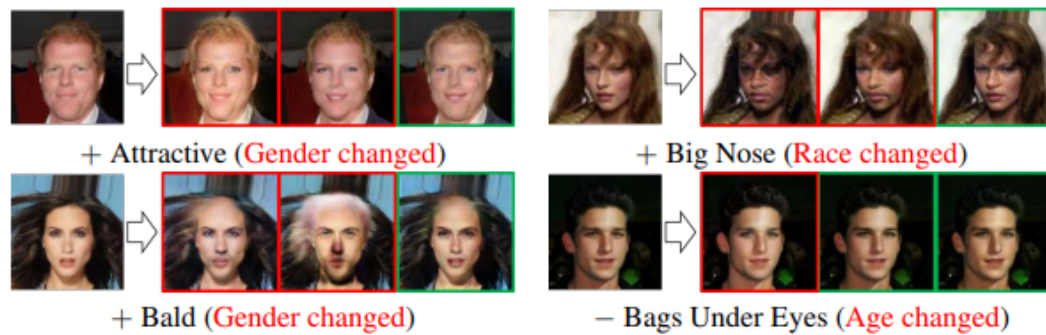 + Attractive (Gender changed)
+ Big Nose (Race changed)
+ Bald (Gender changed)
− Bags Under Eyes (Age changed)